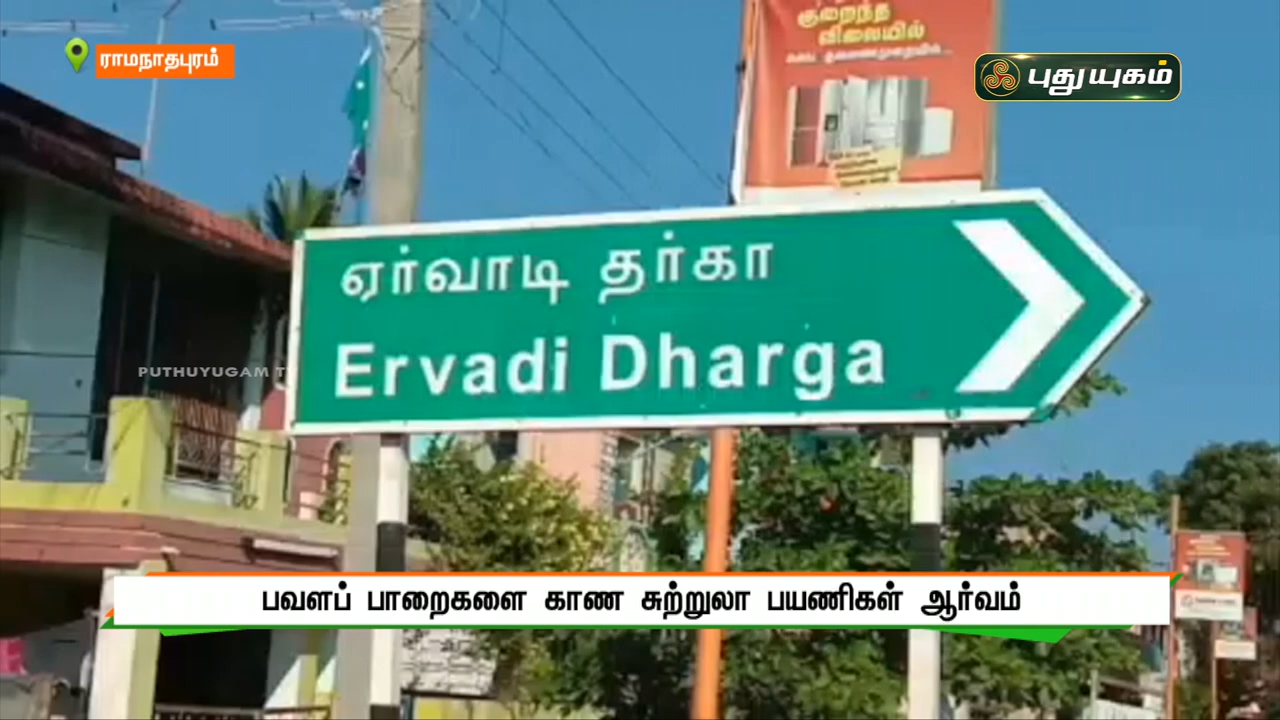 ராமநாதபுரம்
குறைந்த
விலையில்
புதுயுகம்
ஏர்வாடி தர்கா
Ervadi Dharga
PUTHUYUGAM
பவளப் பாறைகளை காண சுற்றுலா பயணிகள் ஆர்வம்